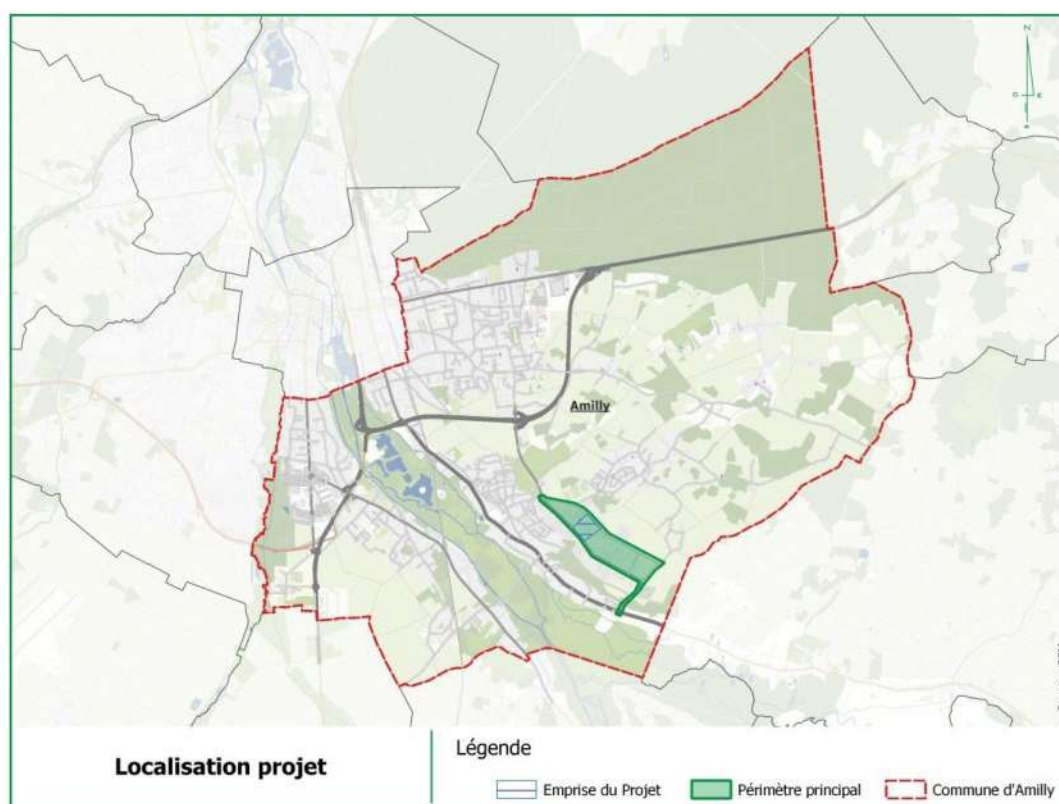 N
Amilly
Localisation projet
Légende
Emprise du Projet
Périmètre principal
Commune d'Amilly